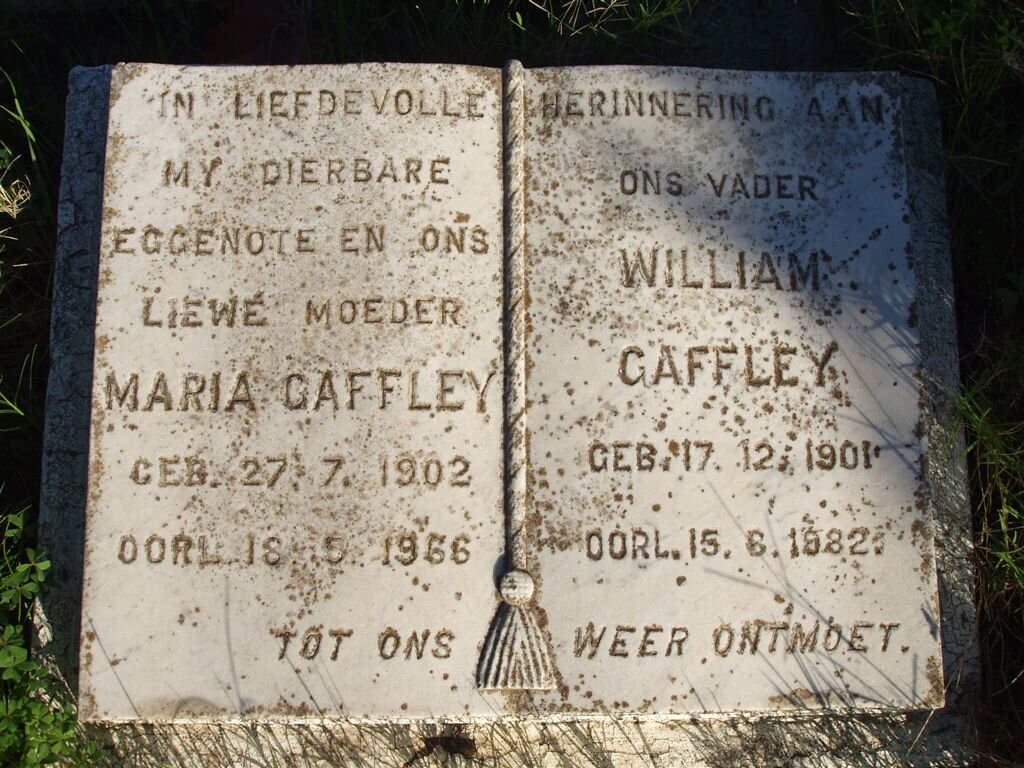 IN LIEFDEVOLLE HERINNERING AAN
MY DIERBARE
EGGENOTE EN ONS
LIEWE MOEDER
MARIA GAFFLEY
GEB. 27. 7. 1902
OORL. 18. 5. 1966
ONS VADER
WILLIAM
GAFFLEY
GEB. 17. 12. 1901
OORL. 15. 6. 1982.
TOT ONS WEER ONTMOET.